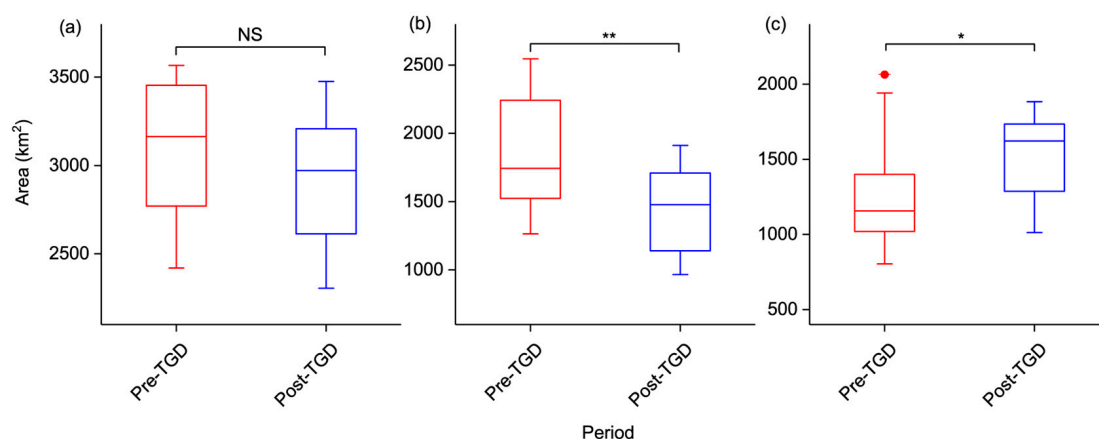 (a)
NS
Area (km²)
3500
3000
2500
Pre-TGD
Post-TGD
(b)
**
2500
2000
1500
1000
Pre-TGD
Post-TGD
(c)
*
2000
1500
1000
500
Pre-TGD
Post-TGD
Period